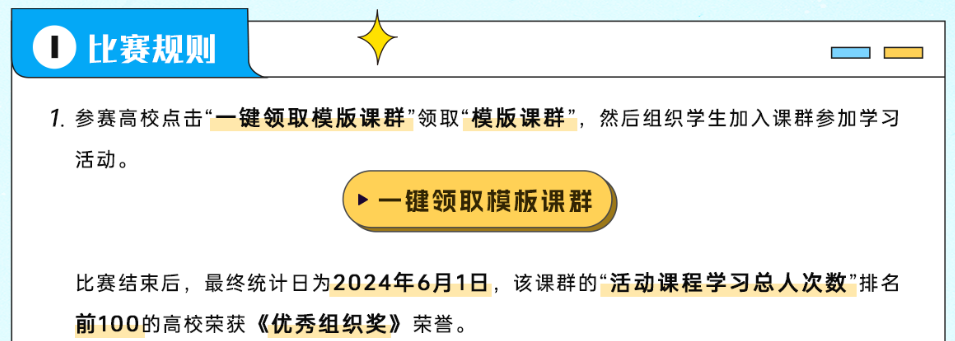 1 比赛规则
1. 参赛高校点击“一键领取模版课群”领取“模版课群”，然后组织学生加入课群参加学习
活动。
一键领取模板课群
比赛结束后，最终统计日为2024年6月1日，该课群的“活动课程学习总人次数”排名
前100的高校荣获《优秀组织奖》荣誉。